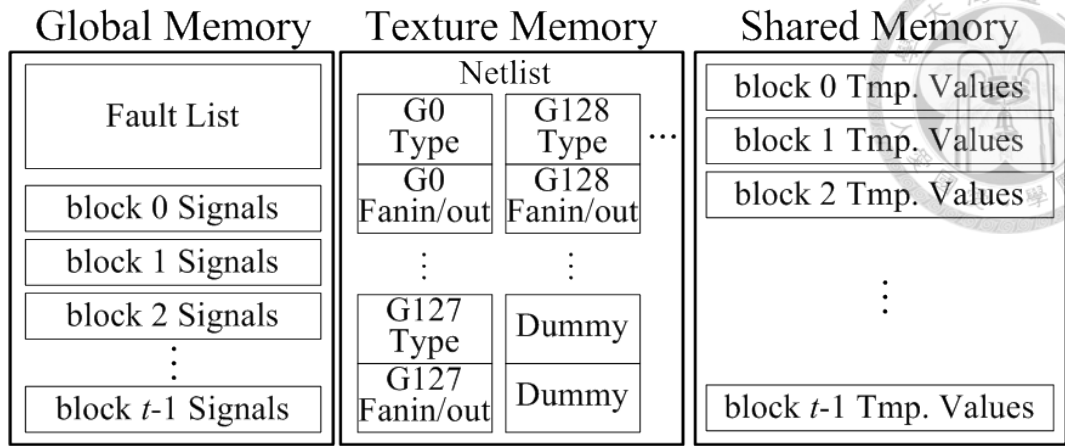 Global Memory
Fault List
block 0 Signals
block 1 Signals
block 2 Signals
⋮
block t-1 Signals
Texture Memory
Netlist
G0
Type
G0
Fanin/out
⋮
G127
Type
G127
Fanin/out
G128
Type
G128
Fanin/out
⋮
Dummy
Dummy
...
Shared Memory
block 0 Tmp. Values
block 1 Tmp. Values
block 2 Tmp. Values
⋮
block t-1 Tmp. Values